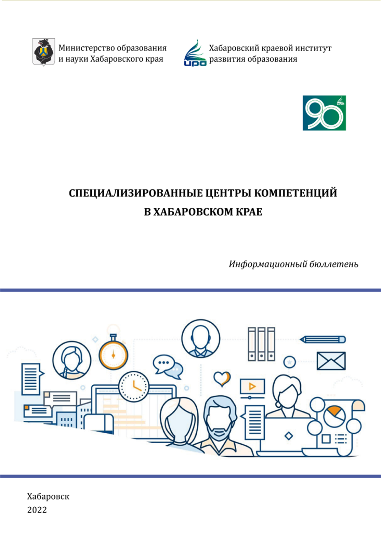 Министерство образования
и науки Хабаровского края
Хабаровский краевой институт
развития образования
ИРО
90
СПЕЦИАЛИЗИРОВАННЫЕ ЦЕНТРЫ КОМПЕТЕНЦИЙ
В ХАБАРОВСКОМ КРАЕ
Информационный бюллетень
Хабаровск
2022